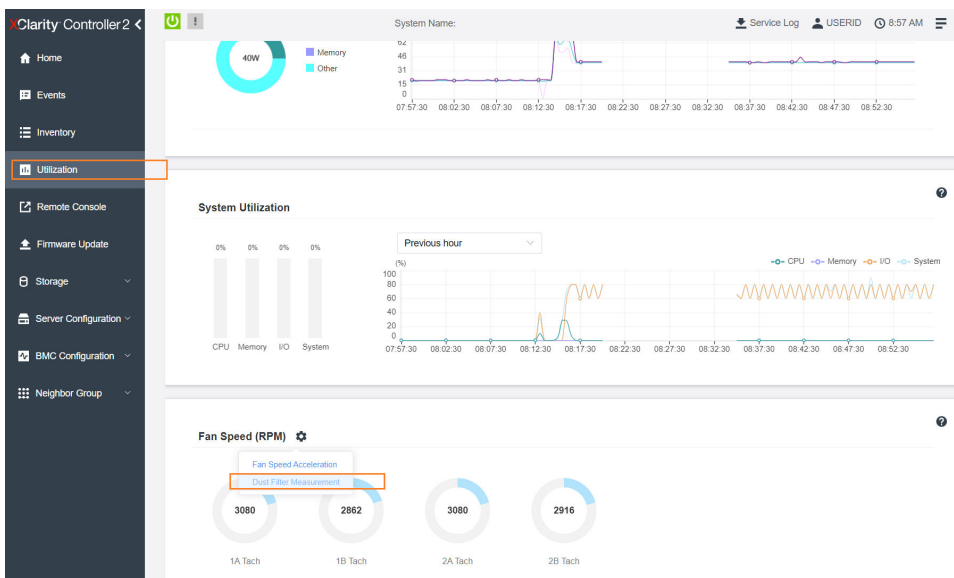 XClarity Controller 2
System Name:
Service Log
USERID
8:57 AM
Home
Events
Inventory
Utilization
Remote Console
Firmware Update
Storage
Server Configuration
BMC Configuration
Neighbor Group
40W
Memory
Other
62
46
31
15
0
07:57:30 08:02:30 08:07:30 08:12:30 08:17:30 08:22:30 08:27:30 08:32:30 08:37:30 08:42:30 08:47:30 08:52:30
System Utilization
0% 0% 0% 0%
CPU Memory I/O System
Previous hour
CPU Memory I/O System
(%)
100
80
60
40
20
0
07:57:30 08:02:30 08:07:30 08:12:30 08:17:30 08:22:30 08:27:30 08:32:30 08:37:30 08:42:30 08:47:30 08:52:30
Fan Speed (RPM)
Fan Speed Acceleration
Dust Filter Measurement
3080 2862 3080 2916
1A Tach 1B Tach 2A Tach 2B Tach